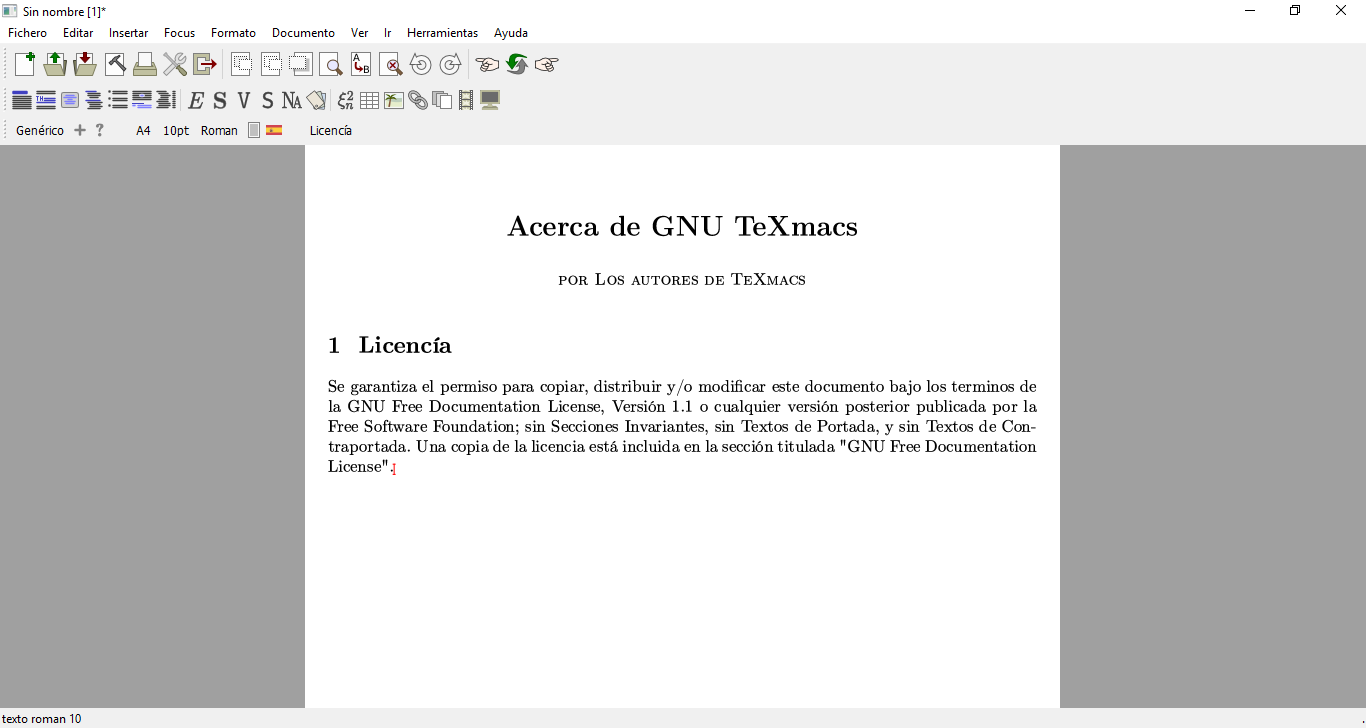 Sin nombre [1]*
Fichero Editar Insertar Focus Formato Documento Ver Ir Herramientas Ayuda
Genérico A4 10pt Roman Licencía
Acerca de GNU TeXmacs
por Los autores de TeXmacs
1 Licencía
Se garantiza el permiso para copiar, distribuir y/o modificar este documento bajo los terminos de
la GNU Free Documentation License, Versión 1.1 o cualquier versión posterior publicada por la
Free Software Foundation; sin Secciones Invariantes, sin Textos de Portada, y sin Textos de Con-
traportada. Una copia de la licencia está incluida en la sección titulada "GNU Free Documentation
License".
texto roman 10